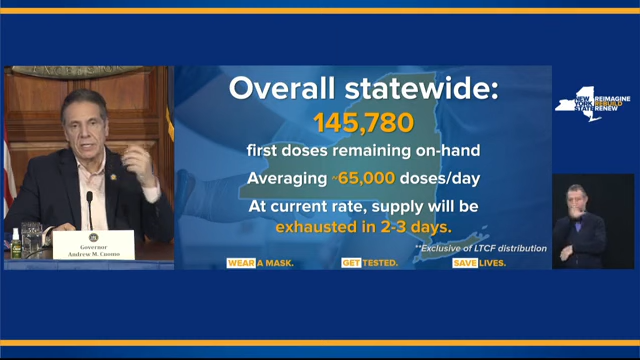 Overall statewide:
145,780
first doses remaining on-hand
Averaging ~65,000 doses/day
At current rate, supply will be
exhausted in 2-3 days.
**Exclusive of LTCF distribution
WEAR A MASK.
GET TESTED.
SAVE LIVES.
Governor
Andrew M. Cuomo
NEW YORK STATE
REIMAGINE
REBUILD
RENEW